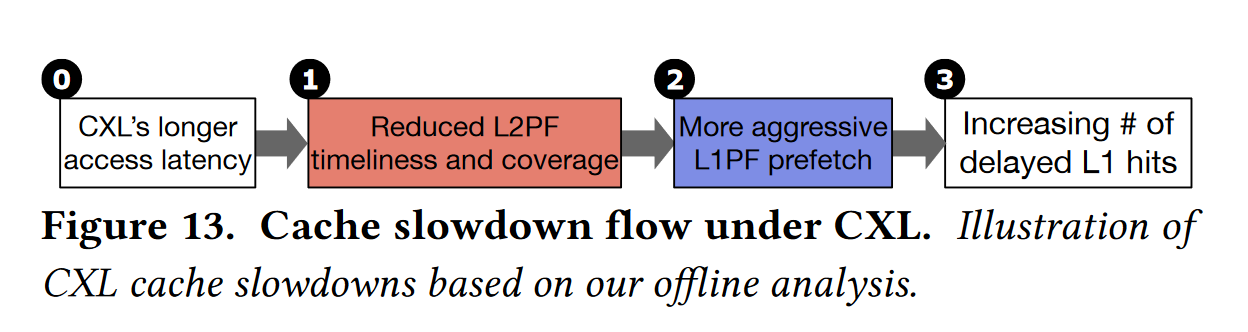 0 1 2 3
CXL's longer
access latency
Reduced L2PF
timeliness and coverage
More aggressive
L1PF prefetch
Increasing # of
delayed L1 hits
Figure 13. Cache slowdown flow under CXL. Illustration of
CXL cache slowdowns based on our offline analysis.